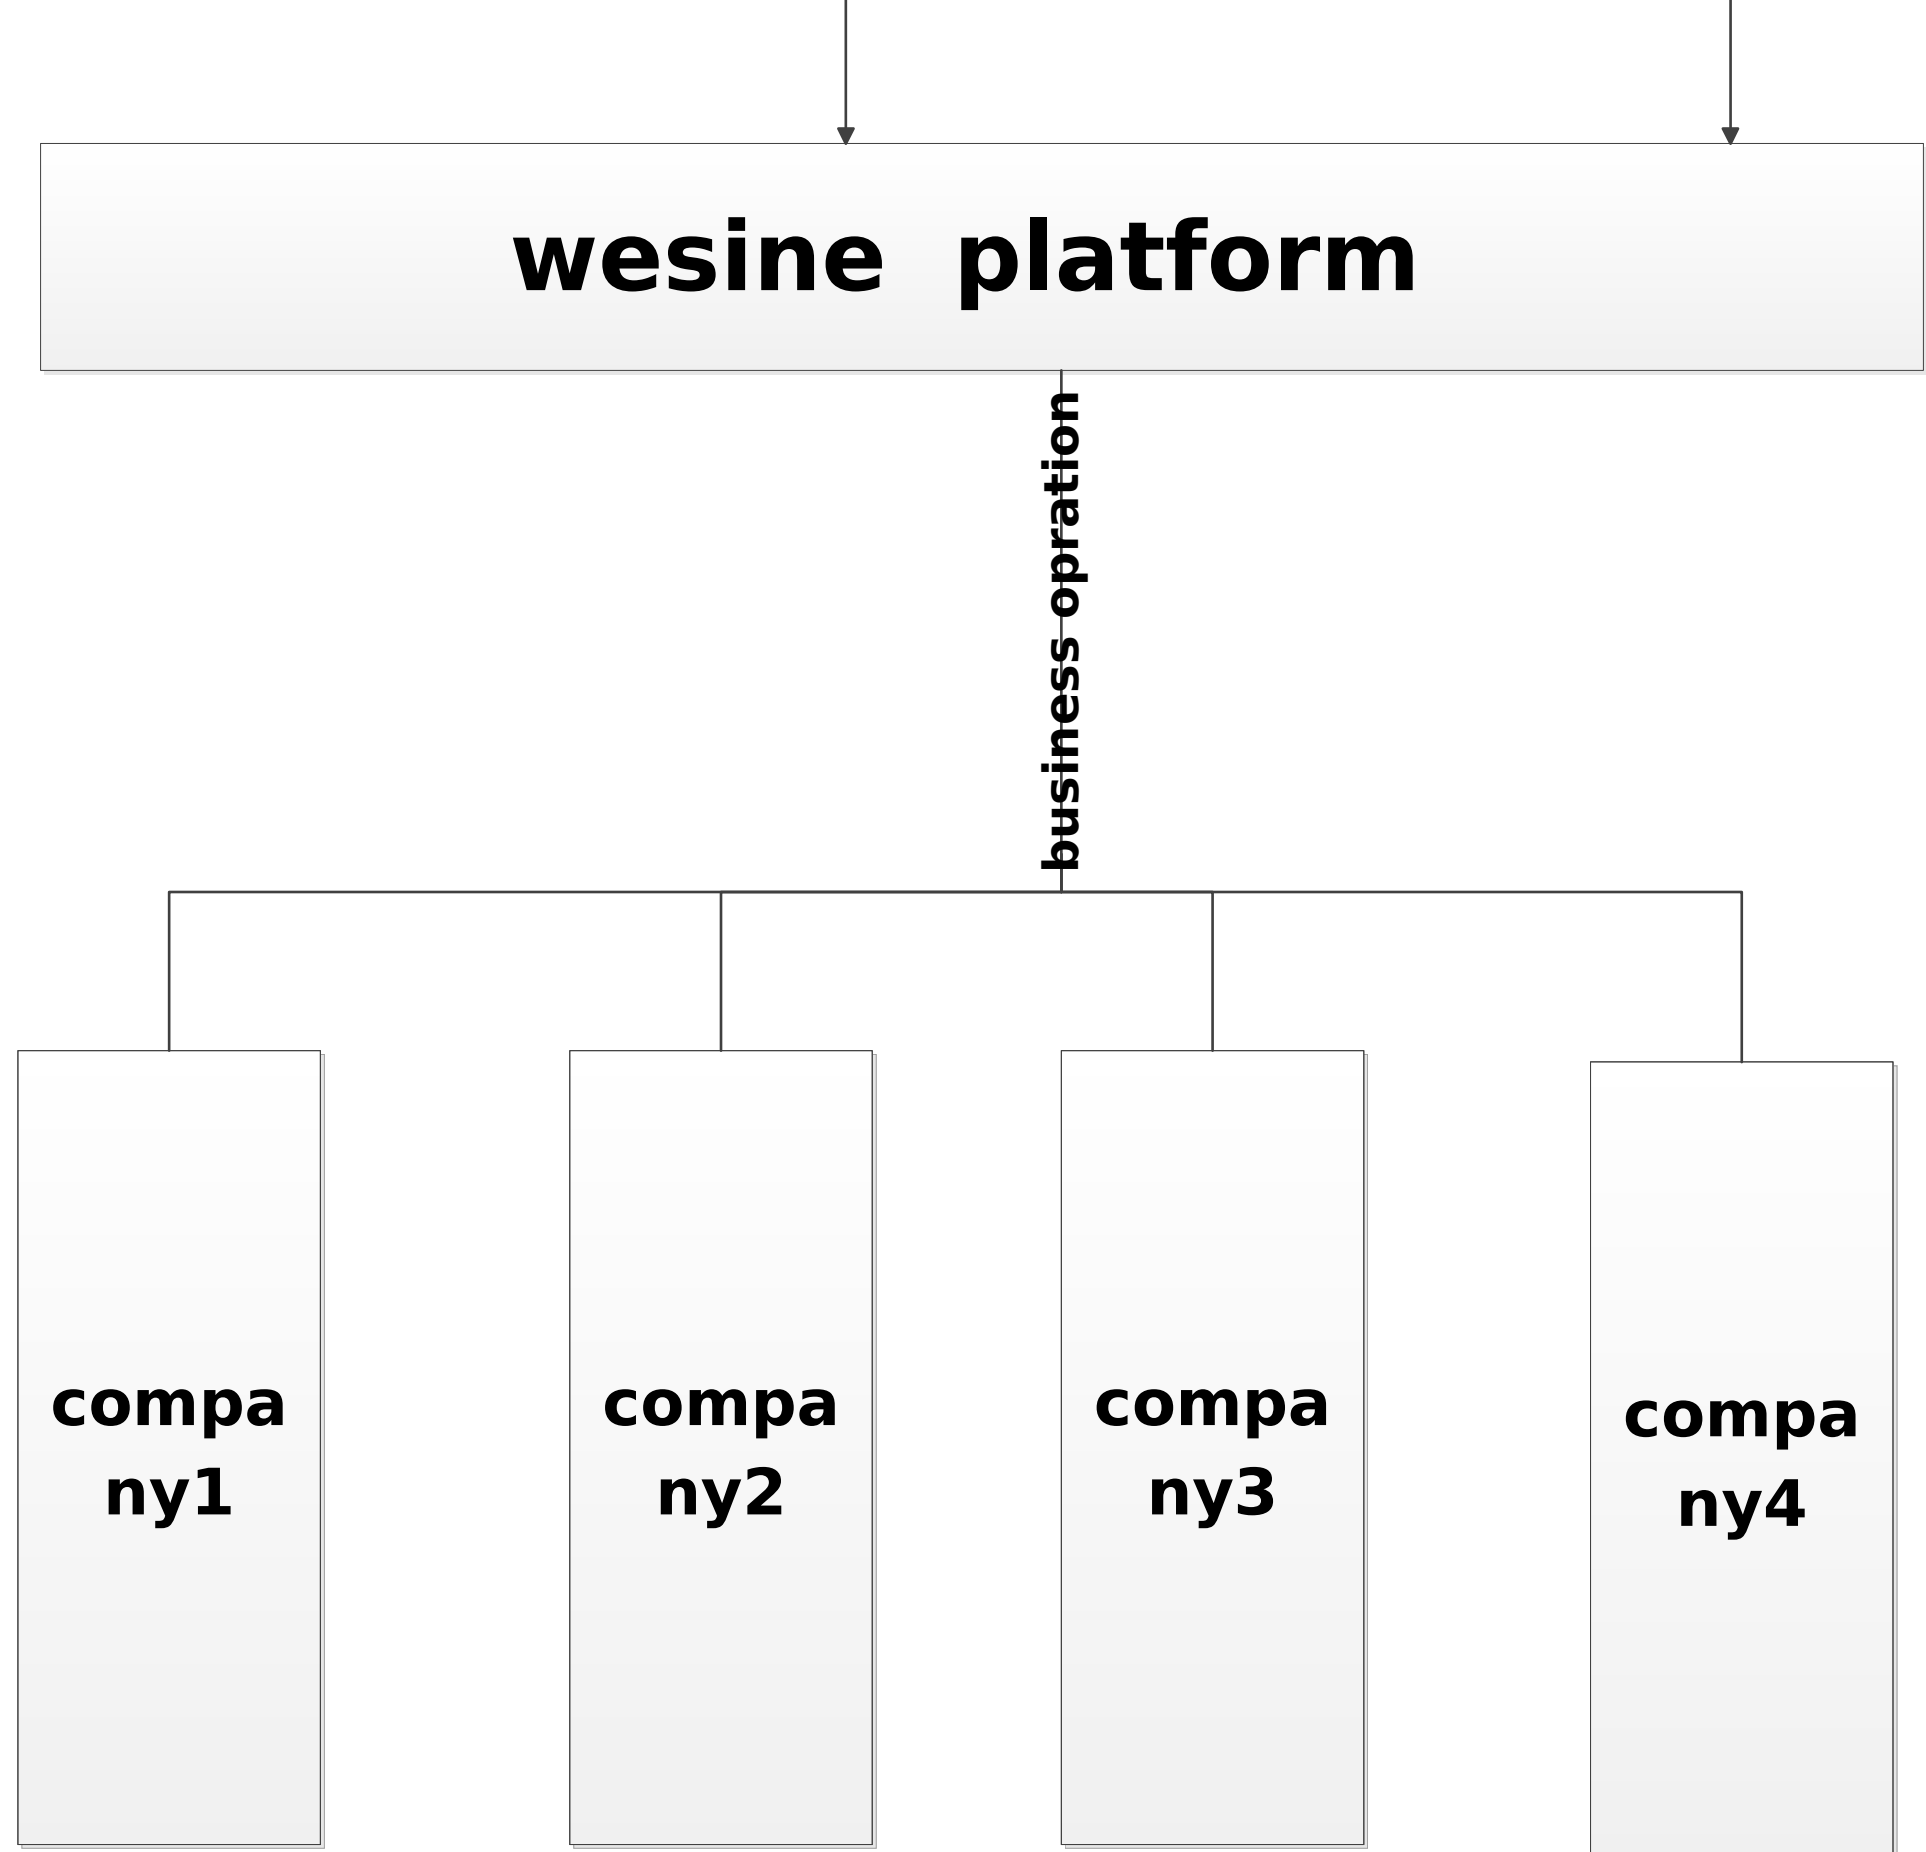 wesine platform
business opration
compa
ny1
compa
ny2
compa
ny3
compa
ny4